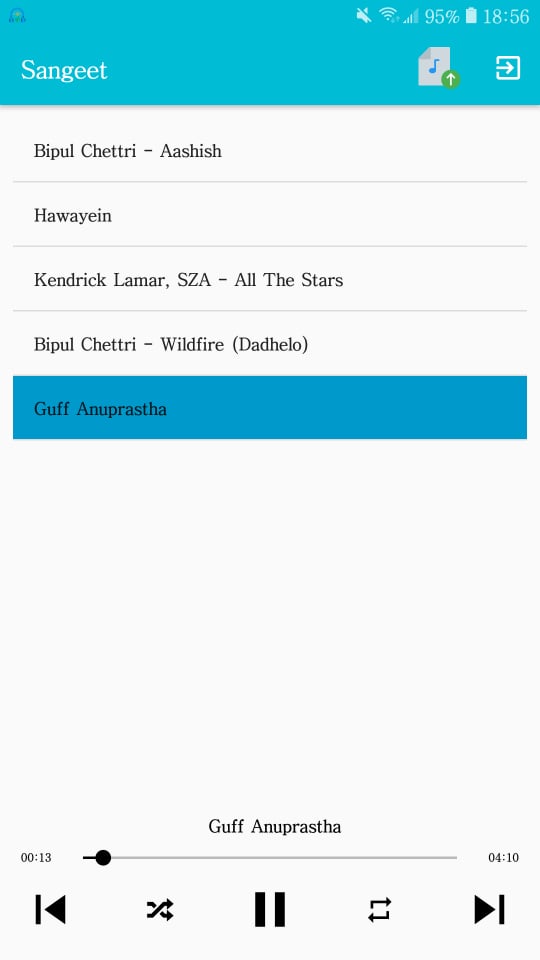 95% 18:56
Sangeet
Bipul Chettri - Aashish
Hawayein
Kendrick Lamar, SZA - All The Stars
Bipul Chettri - Wildfire (Dadhelo)
Guff Anuprastha
Guff Anuprastha
00:13 04:10